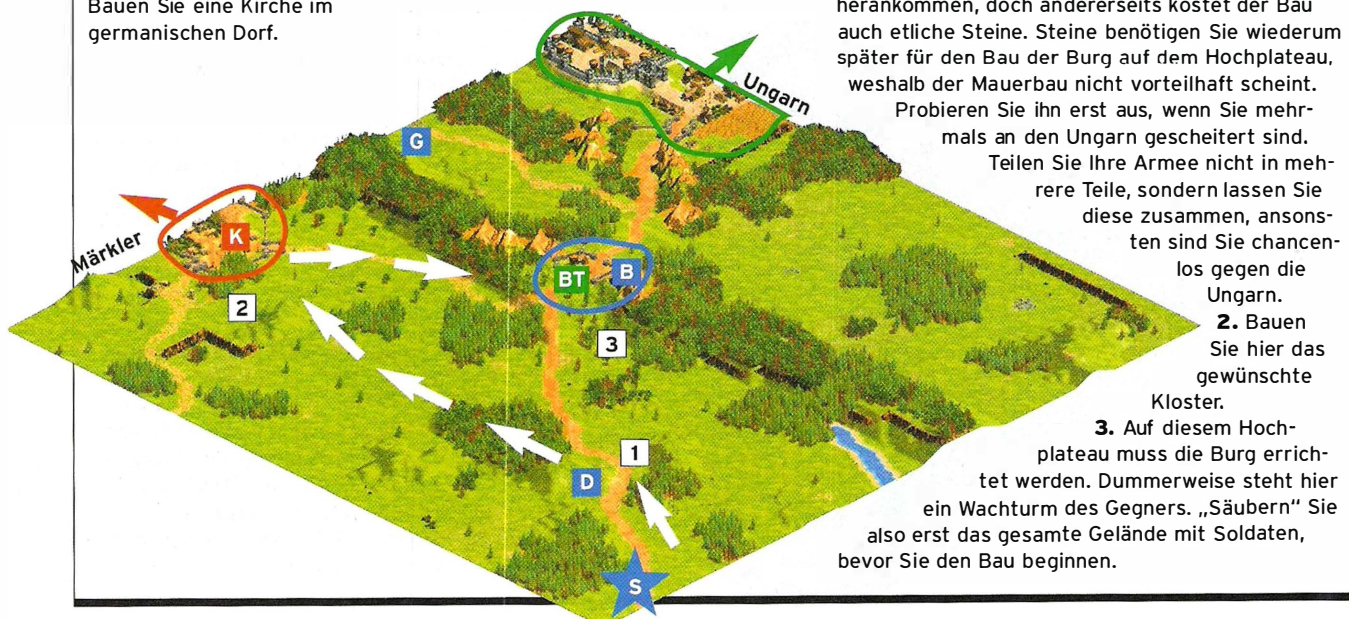 Bauen Sie eine Kirche im
germanischen Dorf.
herankommen, doch andererseits kostet der Bau
auch etliche Steine. Steine benötigen Sie wiederum
später für den Bau der Burg auf dem Hochplateau,
weshalb der Mauerbau nicht vorteilhaft scheint.
Probieren Sie ihn erst aus, wenn Sie mehr-
mals an den Ungarn gescheitert sind.
Teilen Sie Ihre Armee nicht in meh-
rere Teile, sondern lassen Sie
diese zusammen, ansons-
ten sind Sie chancen-
los gegen die
Ungarn.
2. Bauen
Sie hier das
gewünschte
Kloster.
3. Auf diesem Hoch-
plateau muss die Burg errich-
tet werden. Dummerweise steht hier
ein Wachturm des Gegners. „Säubern“ Sie
also erst das gesamte Gelände mit Soldaten,
bevor Sie den Bau beginnen.
Ungarn
G
Märkler
K
BT
B
2
3
1
D
S